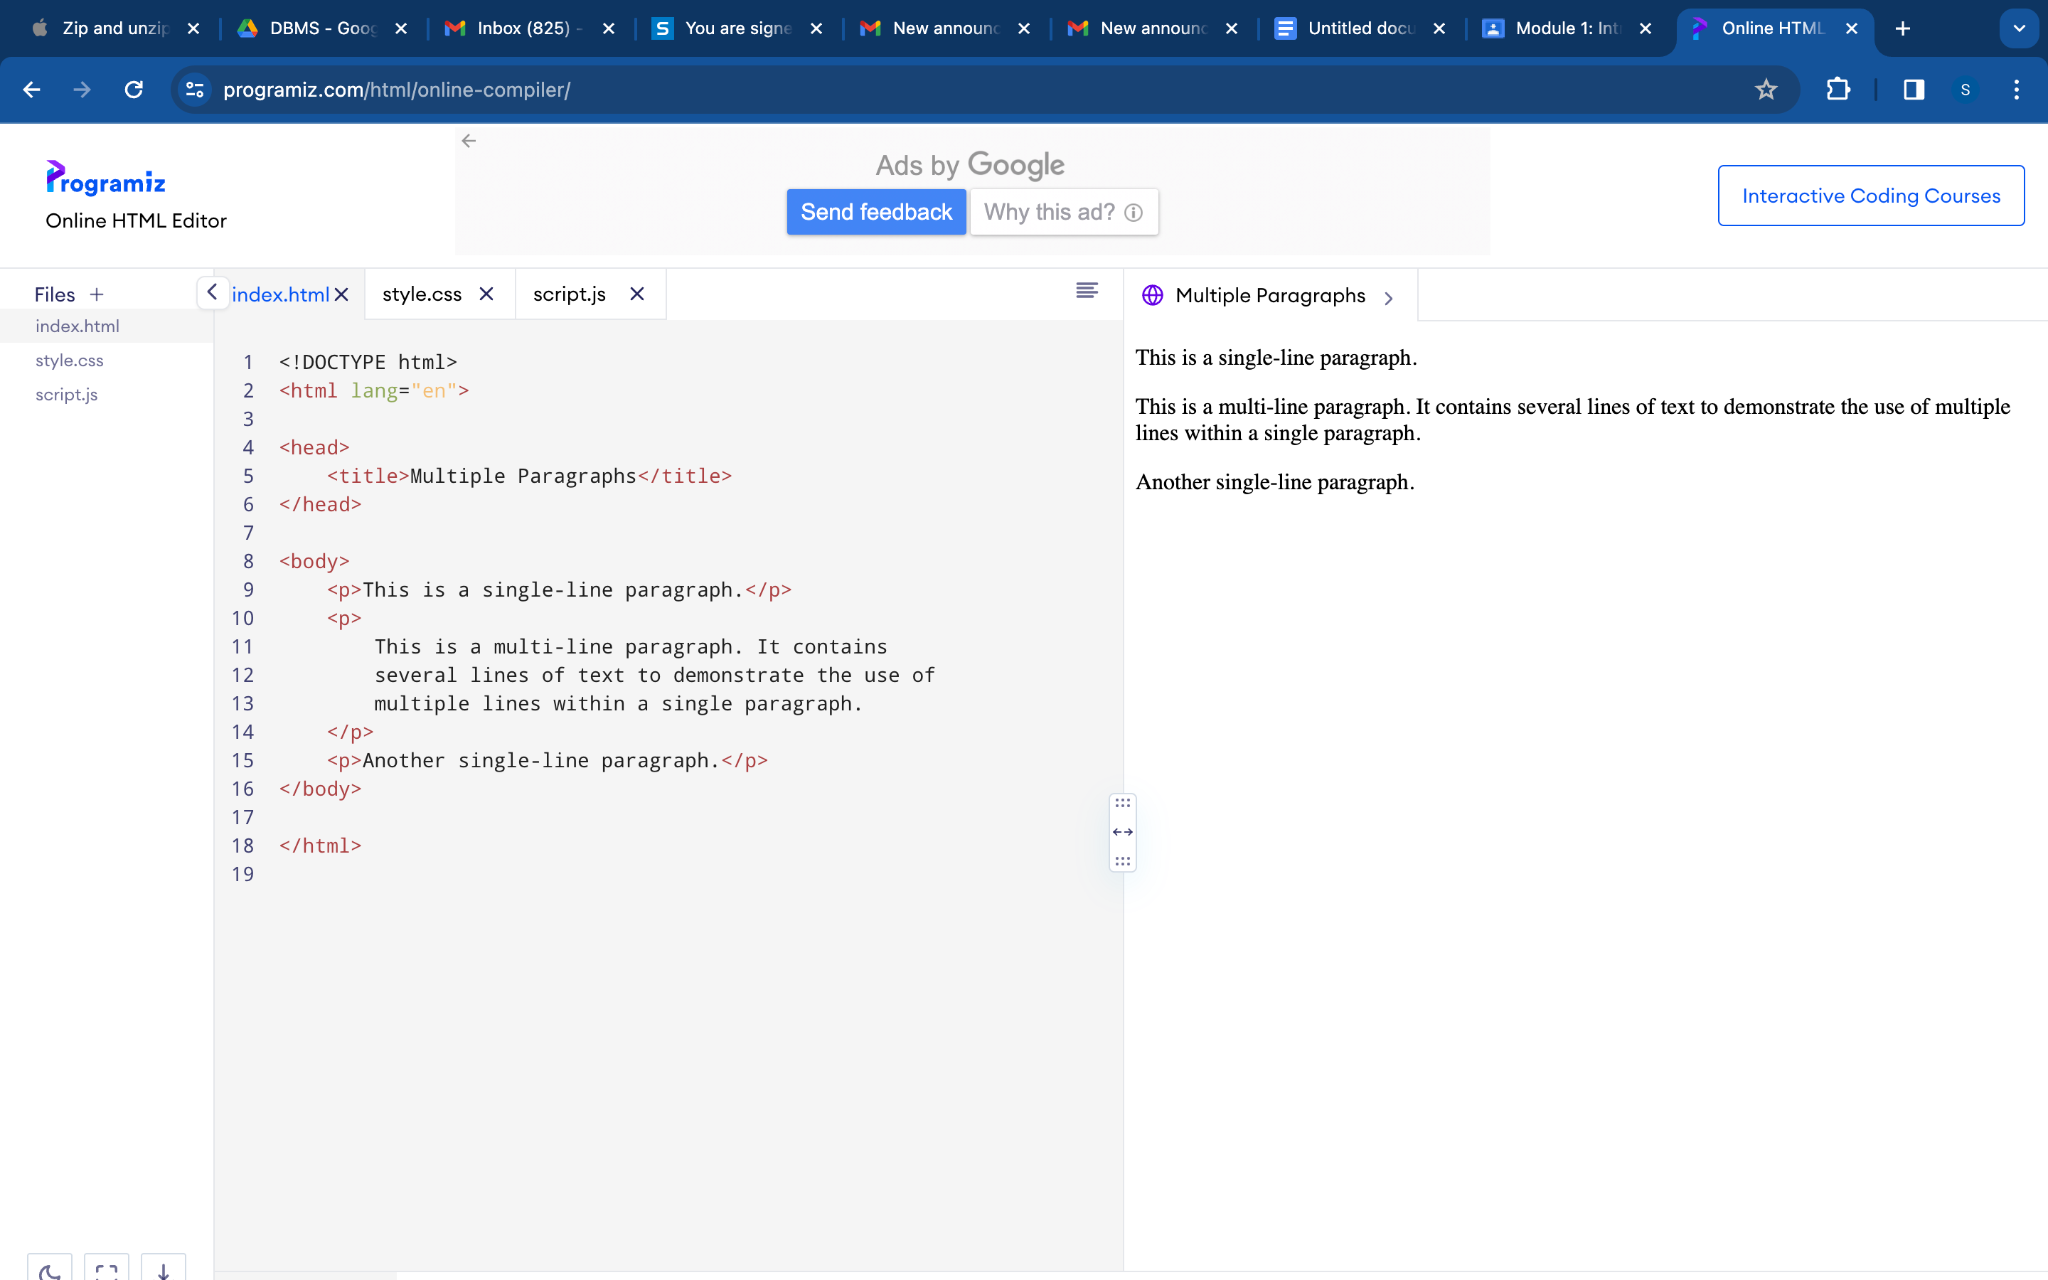 Zip and unzip
DBMS - Goog
Inbox (825) -
S
You are signe
New announc
New announc
Untitled docu
Module 1: Int
Online HTML
programiz.com/html/online-compiler/
S
Programiz
Online HTML Editor
Ads by Google
Send feedback
Why this ad?
Interactive Coding Courses
Files +
index.html
style.css
script.js
index.html
style.css
script.js
1 <!DOCTYPE html>
2 <html lang="en">
3
4 <head>
5 <title>Multiple Paragraphs</title>
6 </head>
7
8 <body>
9 <p>This is a single-line paragraph.</p>
10 <p>
11 This is a multi-line paragraph. It contains
12 several lines of text to demonstrate the use of
13 multiple lines within a single paragraph.
14 </p>
15 <p>Another single-line paragraph.</p>
16 </body>
17
18 </html>
19
Multiple Paragraphs
This is a single-line paragraph.
This is a multi-line paragraph. It contains several lines of text to demonstrate the use of multiple
lines within a single paragraph.
Another single-line paragraph.